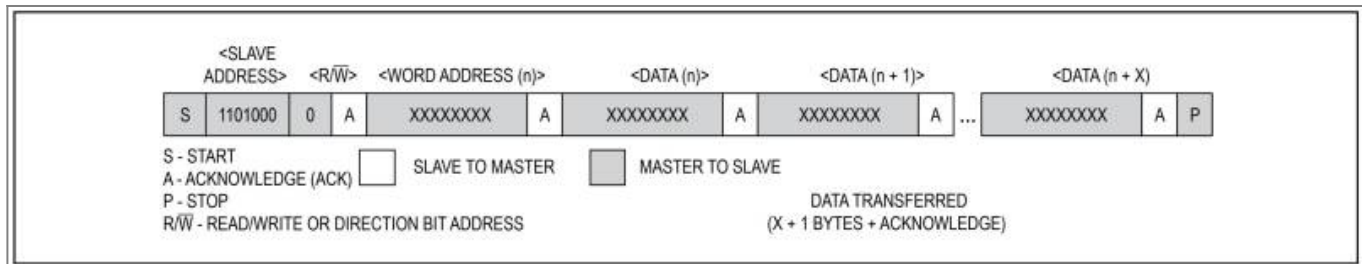 <SLAVE
ADDRESS> <R/W̅> <WORD ADDRESS (n)> <DATA (n)> <DATA (n + 1)> <DATA (n + X)
S 1101000 0 A XXXXXXXX A XXXXXXXX A XXXXXXXX A ... XXXXXXXX A P
S - START
A - ACKNOWLEDGE (ACK) SLAVE TO MASTER MASTER TO SLAVE
P - STOP DATA TRANSFERRED
R/W̅ - READ/WRITE OR DIRECTION BIT ADDRESS (X + 1 BYTES + ACKNOWLEDGE)